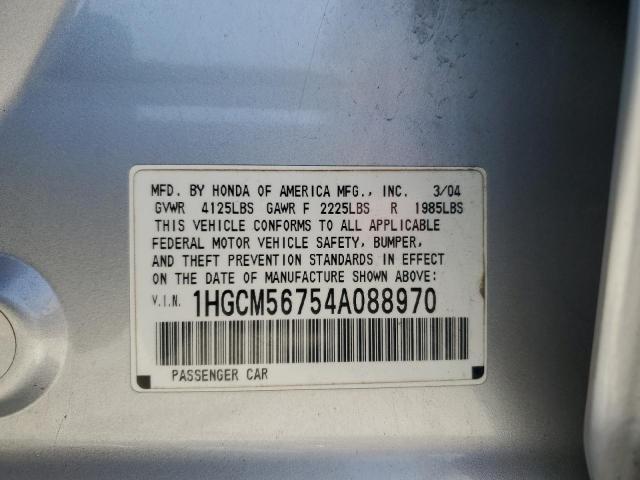 MFD. BY HONDA OF AMERICA MFG., INC. 3/04
GVWR 4125LBS GAWR F 2225LBS R 1985LBS
THIS VEHICLE CONFORMS TO ALL APPLICABLE
FEDERAL MOTOR VEHICLE SAFETY, BUMPER,
AND THEFT PREVENTION STANDARDS IN EFFECT
ON THE DATE OF MANUFACTURE SHOWN ABOVE:
V.I.N. 1HGCM56754A088970
PASSENGER CAR